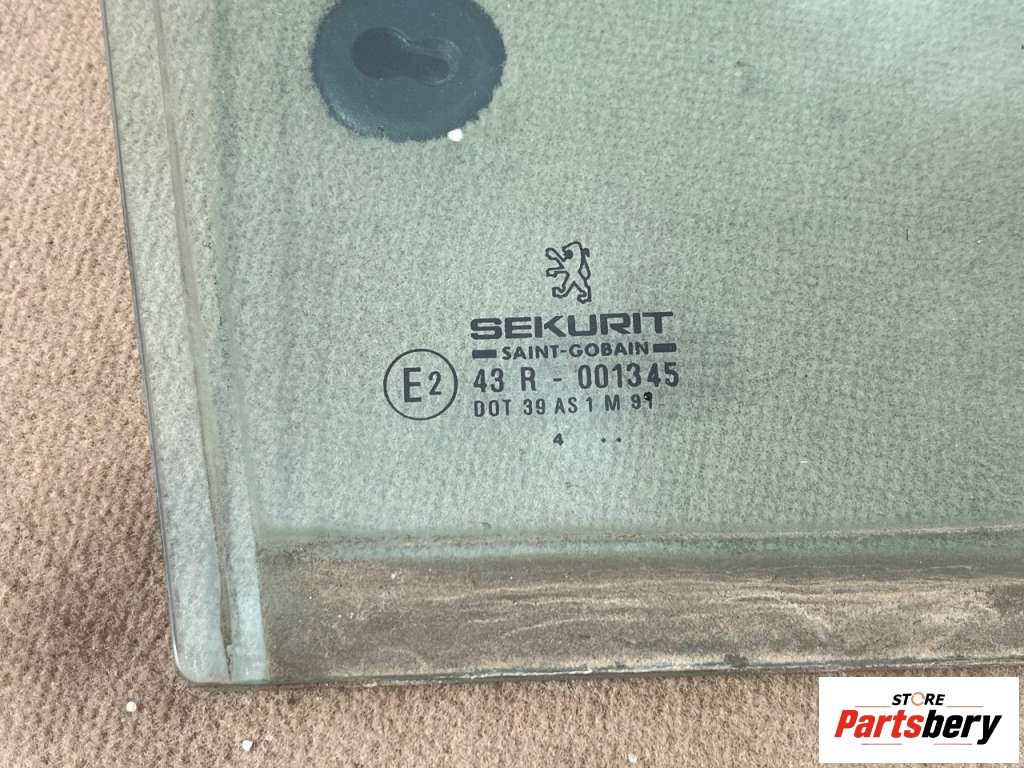 SEKURIT
SAINT-GOBAIN
E2
43 R - 001345
DOT 39 AS 1 M 91
4 ..
STORE
Partsbery